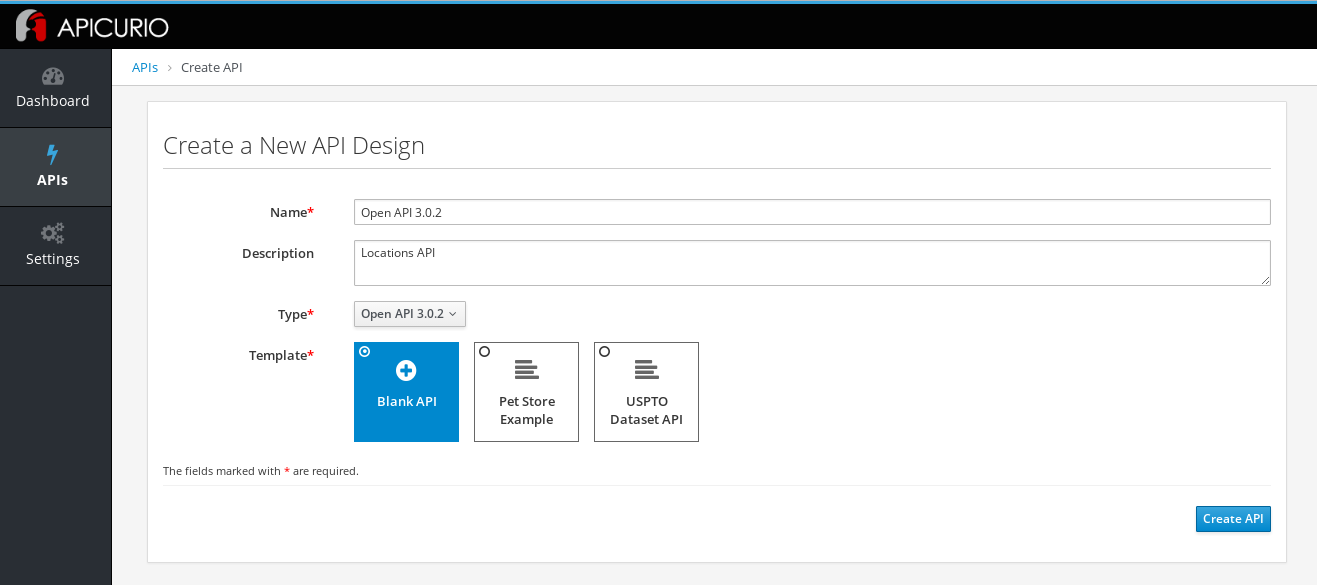 APICURIO
APIs > Create API
Dashboard
APIs
Settings
Create a New API Design
Name* Open API 3.0.2
Description Locations API
Type* Open API 3.0.2
Template*
Blank API
Pet Store
Example
USPTO
Dataset API
The fields marked with * are required.
Create API